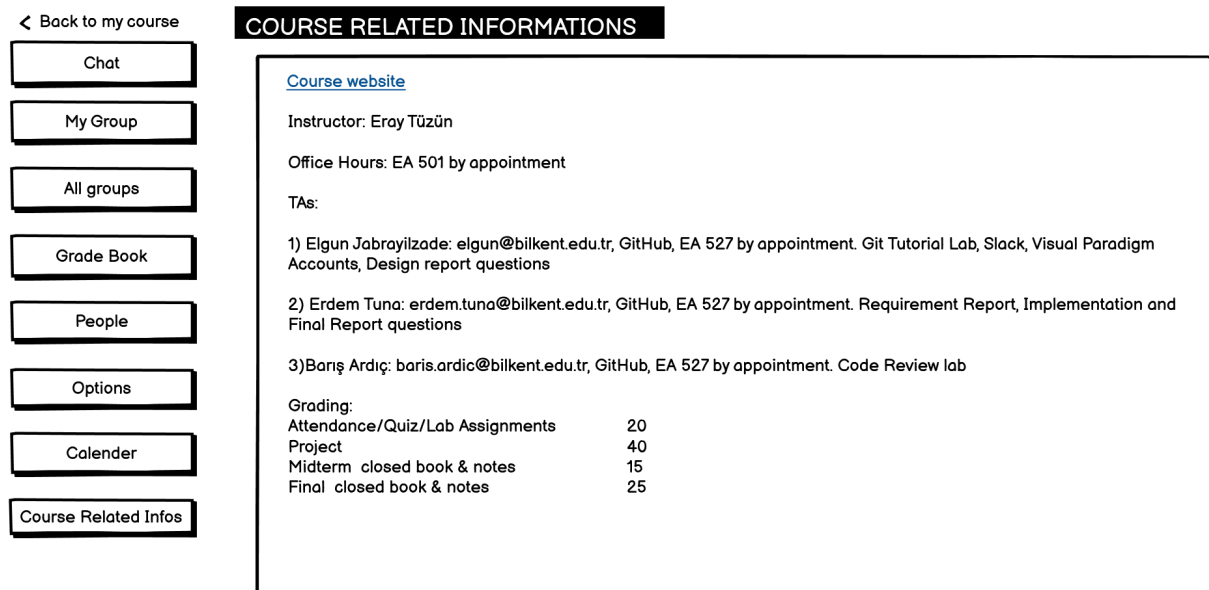 Back to my course
Chat
My Group
All groups
Grade Book
People
Options
Calender
Course Related Infos
COURSE RELATED INFORMATIONS
Course website
Instructor: Eray Tüzün
Office Hours: EA 501 by appointment
TAs:
1) Elgun Jabrayilzade: elgun@bilkent.edu.tr, GitHub, EA 527 by appointment. Git Tutorial Lab, Slack, Visual Paradigm
Accounts, Design report questions
2) Erdem Tuna: erdem.tuna@bilkent.edu.tr, GitHub, EA 527 by appointment. Requirement Report, Implementation and
Final Report questions
3)Barış Ardıç: baris.ardic@bilkent.edu.tr, GitHub, EA 527 by appointment. Code Review lab
Grading:
Attendance/Quiz/Lab Assignments 20
Project 40
Midterm closed book & notes 15
Final closed book & notes 25